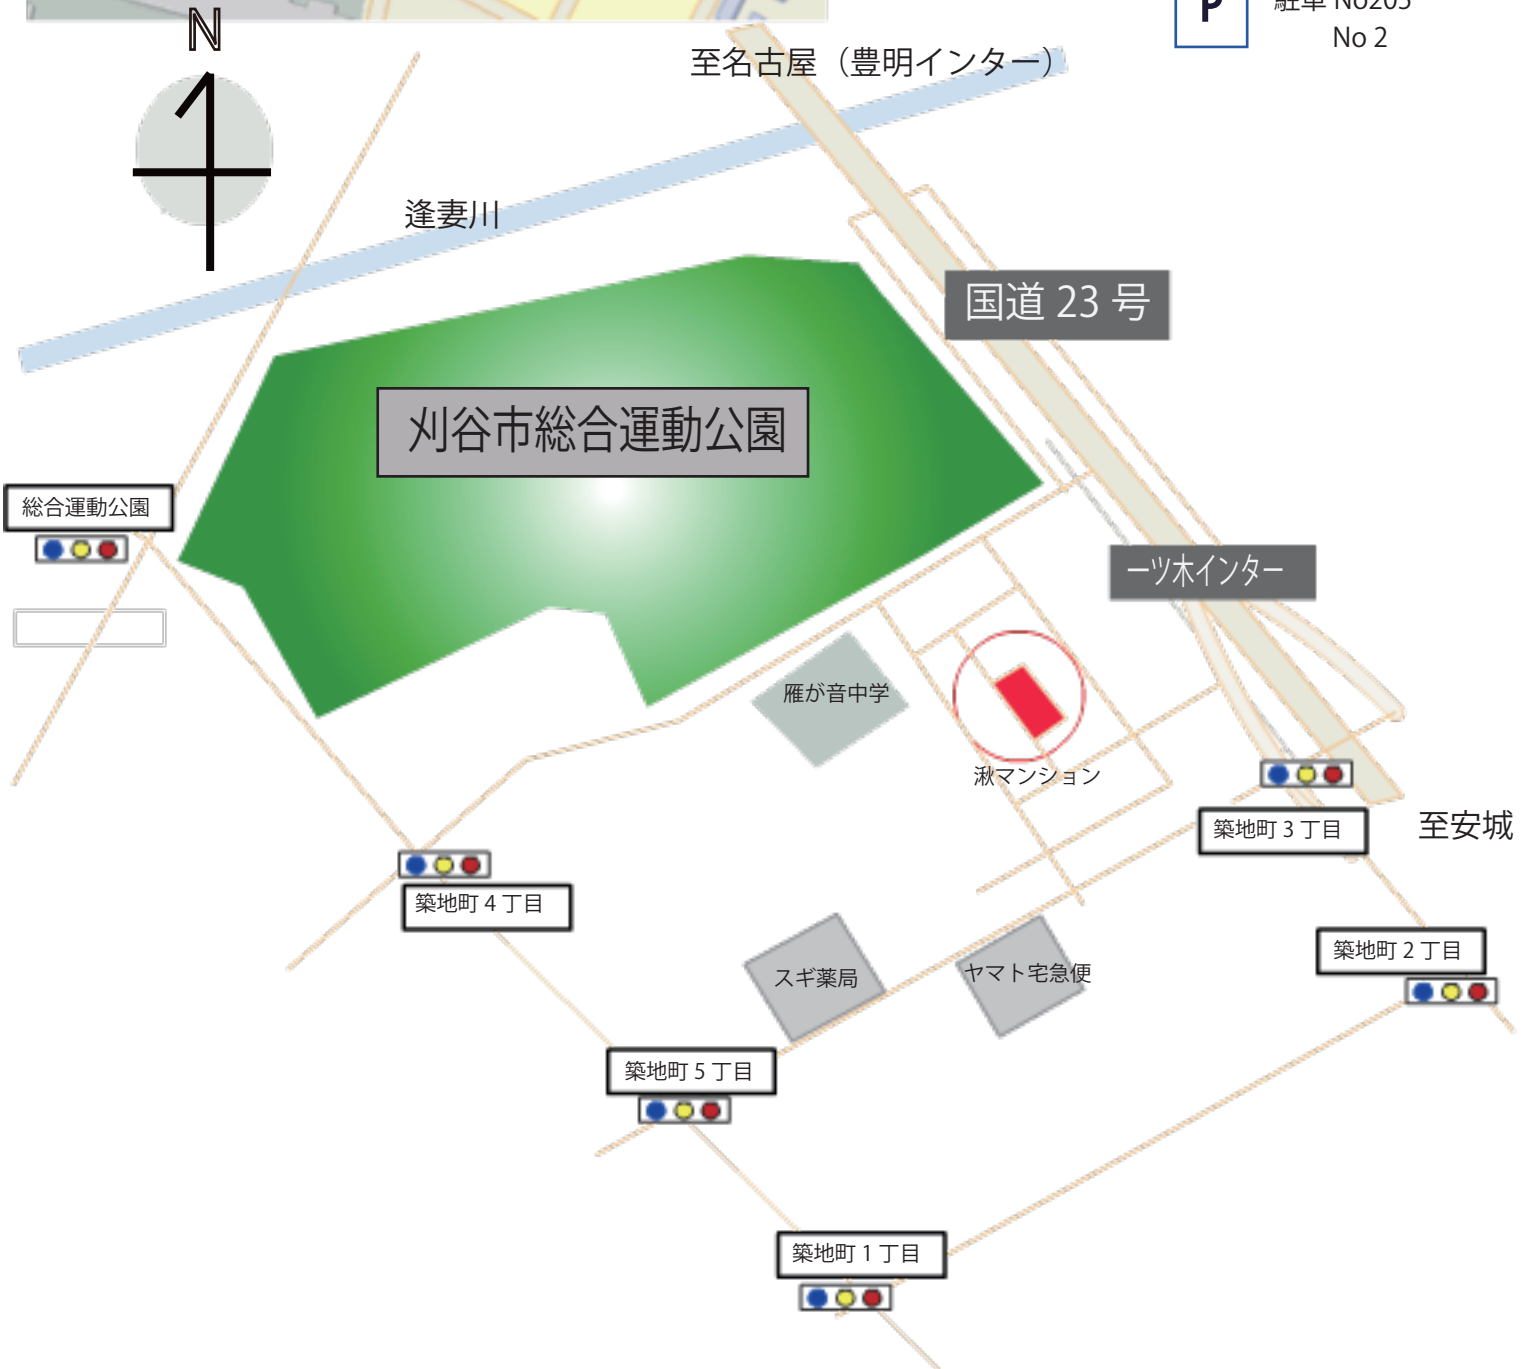 駐車 No205
P
No 2
N
至名古屋（豊明インター）
逢妻川
国道 23 号
刈谷市総合運動公園
総合運動公園
一ツ木インター
雁が音中学
湫マンション
築地町 3 丁目
至安城
築地町 4 丁目
築地町 2 丁目
スギ薬局
ヤマト宅急便
築地町 5 丁目
築地町 1 丁目